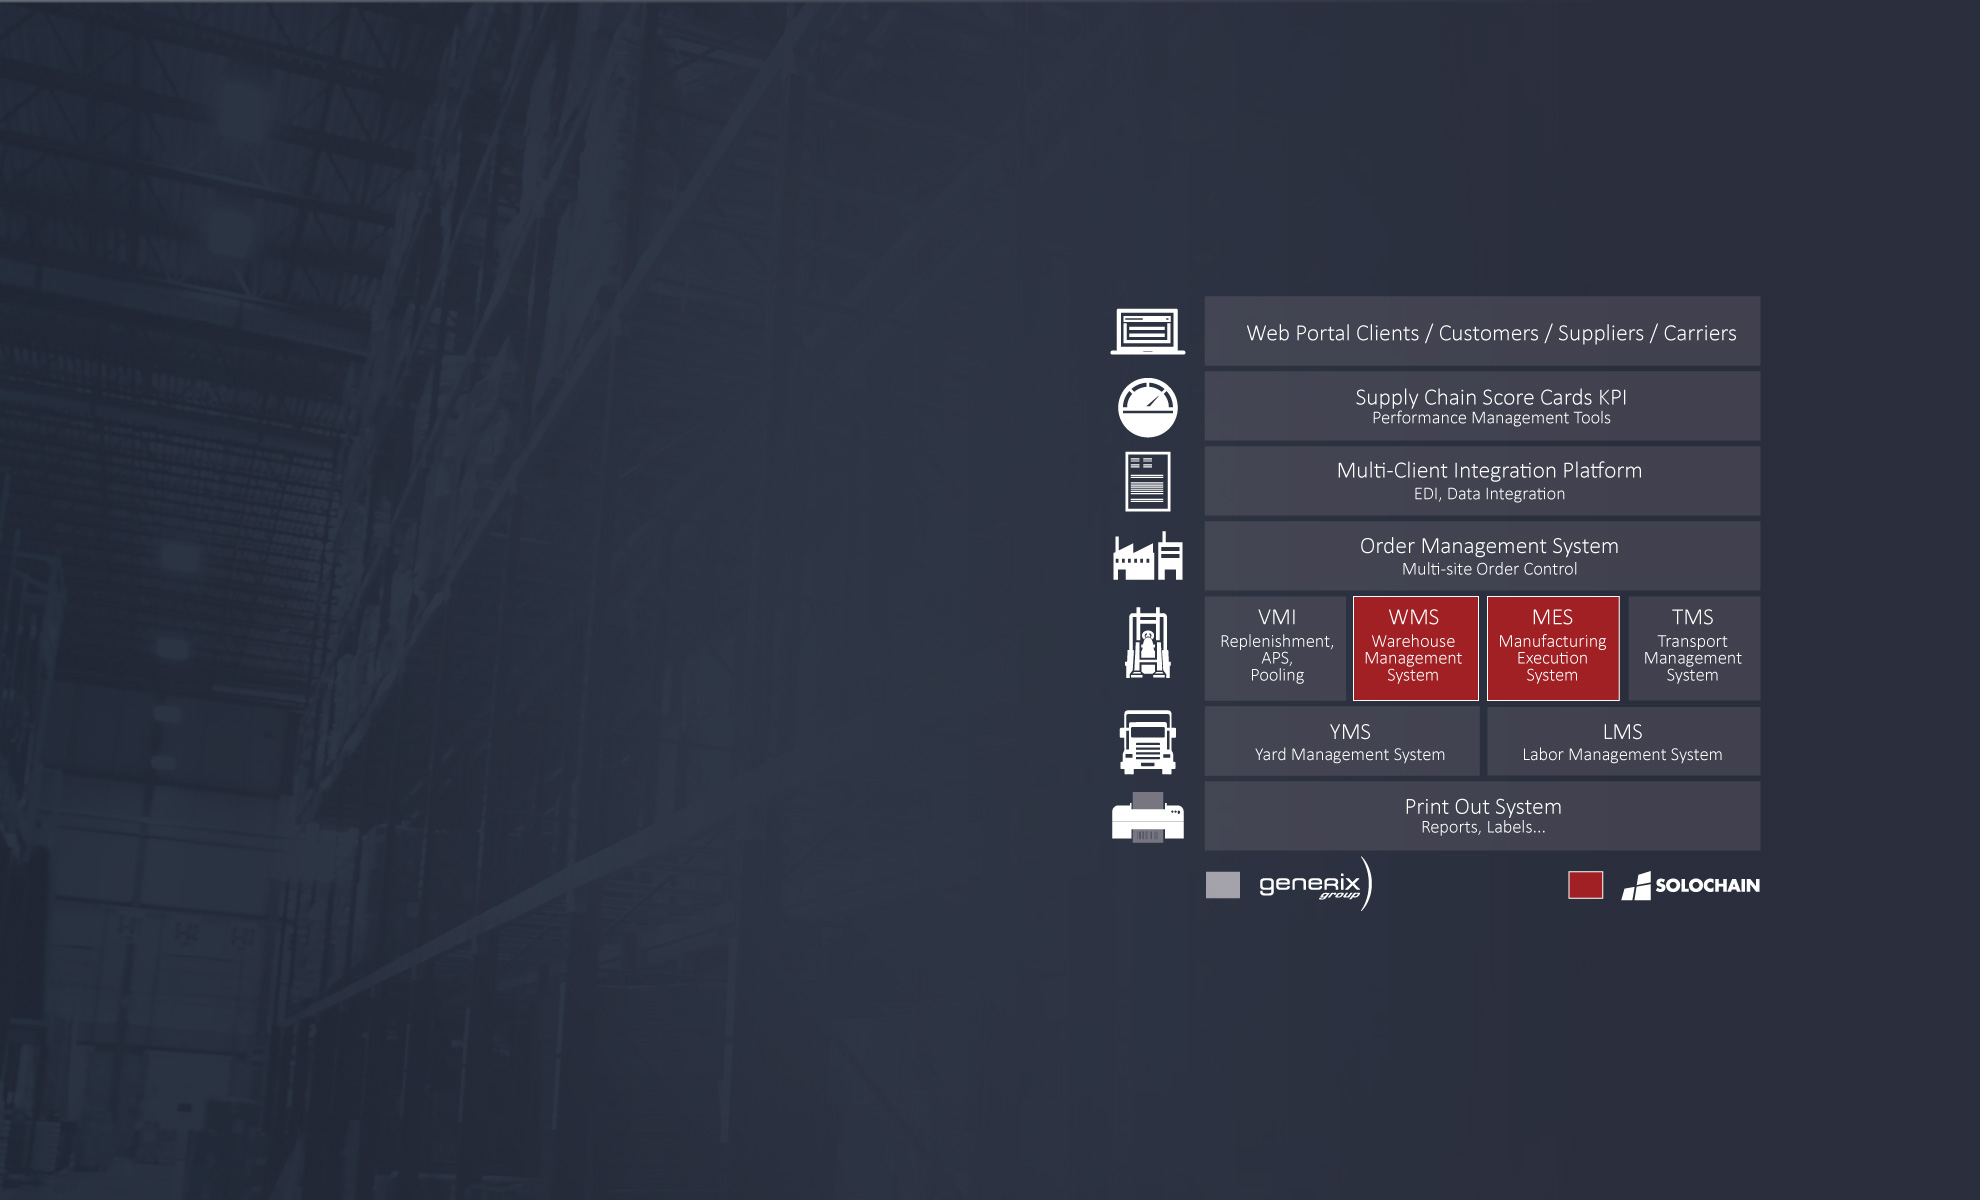 Web Portal Clients / Customers / Suppliers / Carriers
Supply Chain Score Cards KPI
Performance Management Tools
Multi-Client Integration Platform
EDI, Data Integration
Order Management System
Multi-site Order Control
VMI
Replenishment,
APS,
Pooling
WMS
Warehouse
Management
System
MES
Manufacturing
Execution
System
TMS
Transport
Management
System
YMS
Yard Management System
LMS
Labor Management System
Print Out System
Reports, Labels...
generix
group
SOLOCHAIN